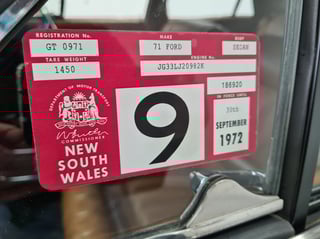 REGISTRATION No. MAKE BODY
GT 0971 71 FORD SEDAN
TARE WEIGHT ENGINE No.
1450 JG33LJ20982K
DEPARTMENT OF MOTOR TRANSPORT
186920
IN FORCE UNTIL
30th
SEPTEMBER
1972
9
COMMISSIONER
NEW
SOUTH
WALES